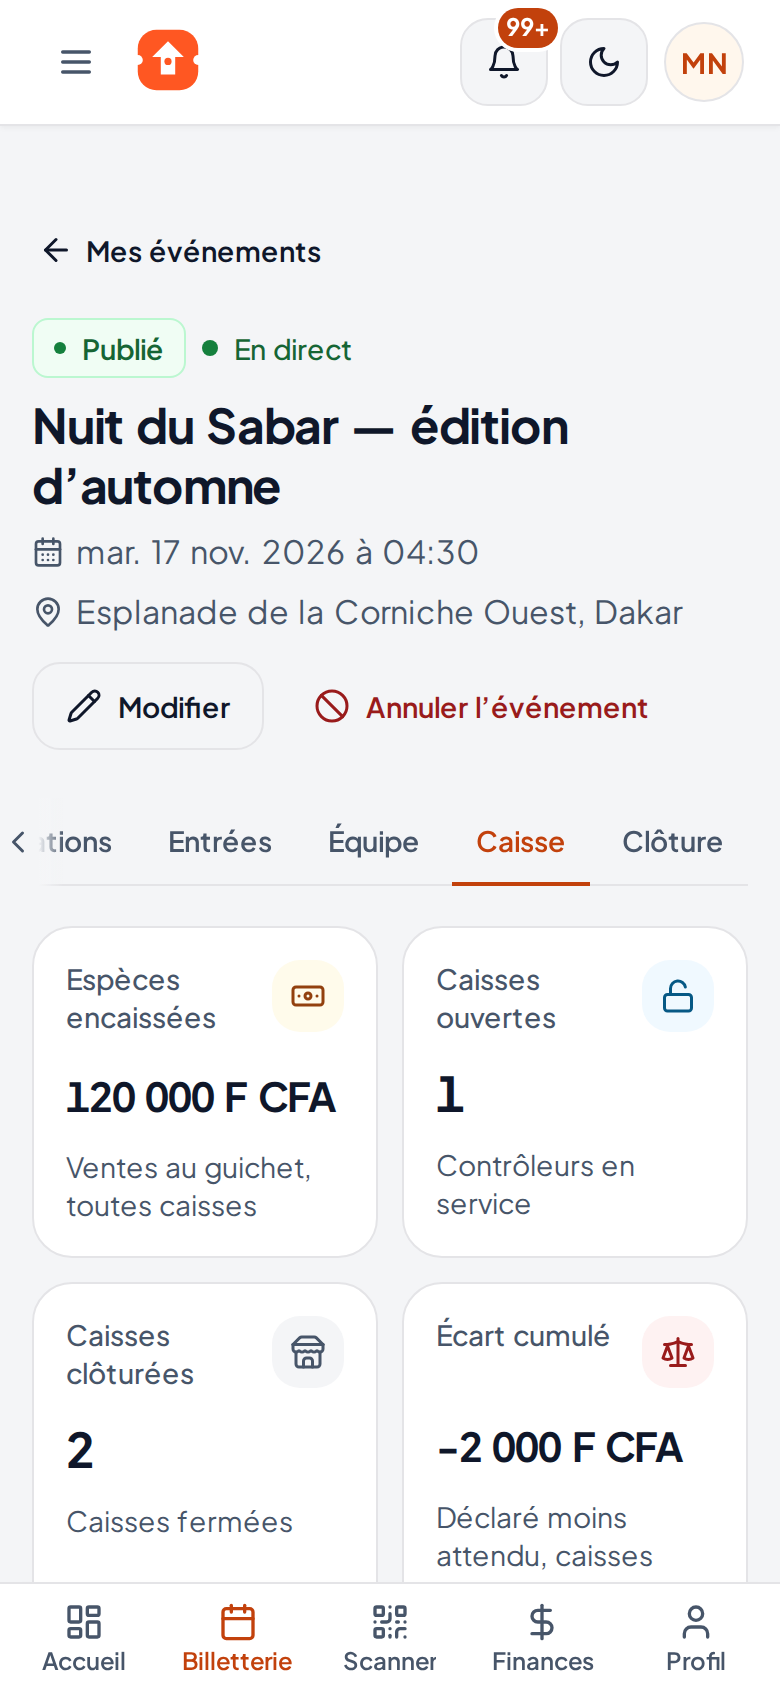 99+
MN
Mes événements
Publié
En direct
Nuit du Sabar — édition
d’automne
mar. 17 nov. 2026 à 04:30
Esplanade de la Corniche Ouest, Dakar
Modifier
Annuler l’événement
tions
Entrées
Équipe
Caisse
Clôture
Espèces
encaissées
120 000 F CFA
Ventes au guichet,
toutes caisses
Caisses
ouvertes
1
Contrôleurs en
service
Caisses
clôturées
2
Caisses fermées
Écart cumulé
−2 000 F CFA
Déclaré moins
attendu, caisses
Accueil
Billetterie
Scanner
Finances
Profil